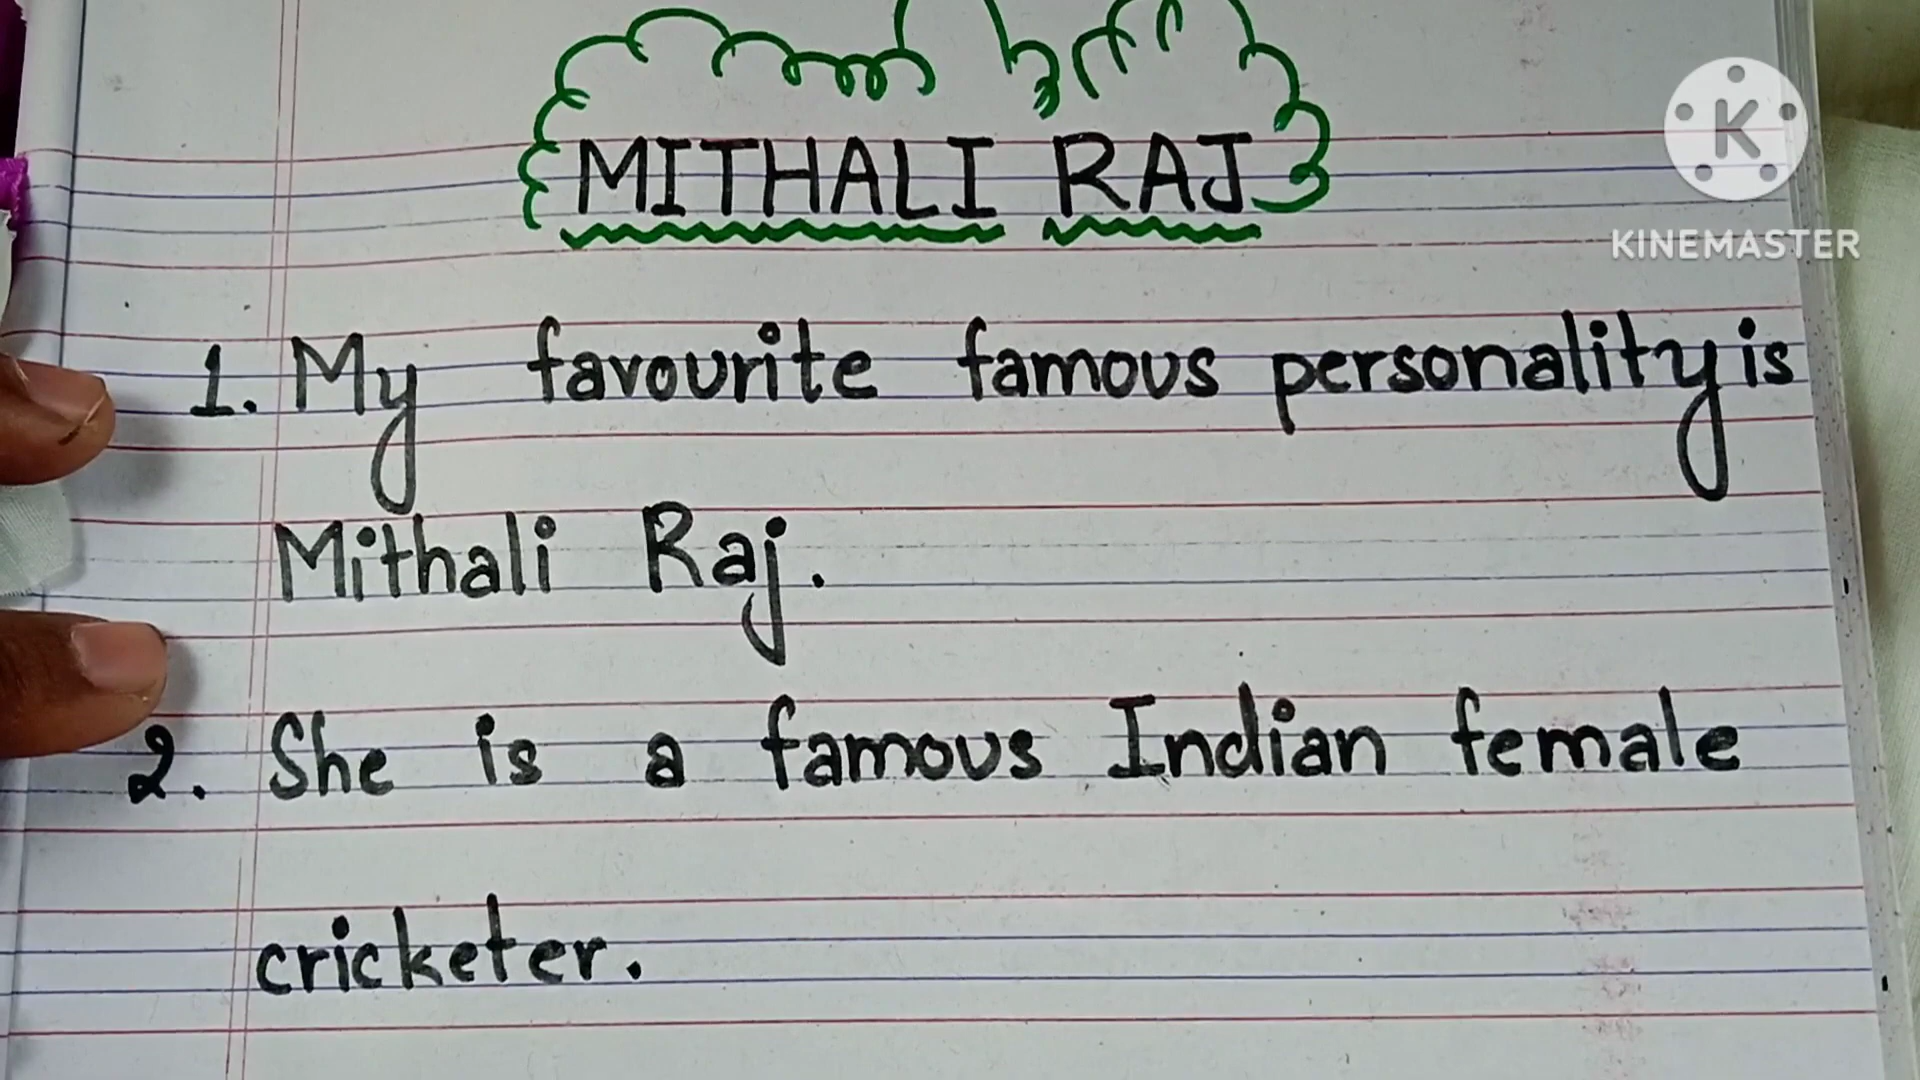 MITHALI RAJ
K
KINEMASTER
1. My favourite famous personality is
Mithali Raj.
2. She is a famous Indian female
cricketer.